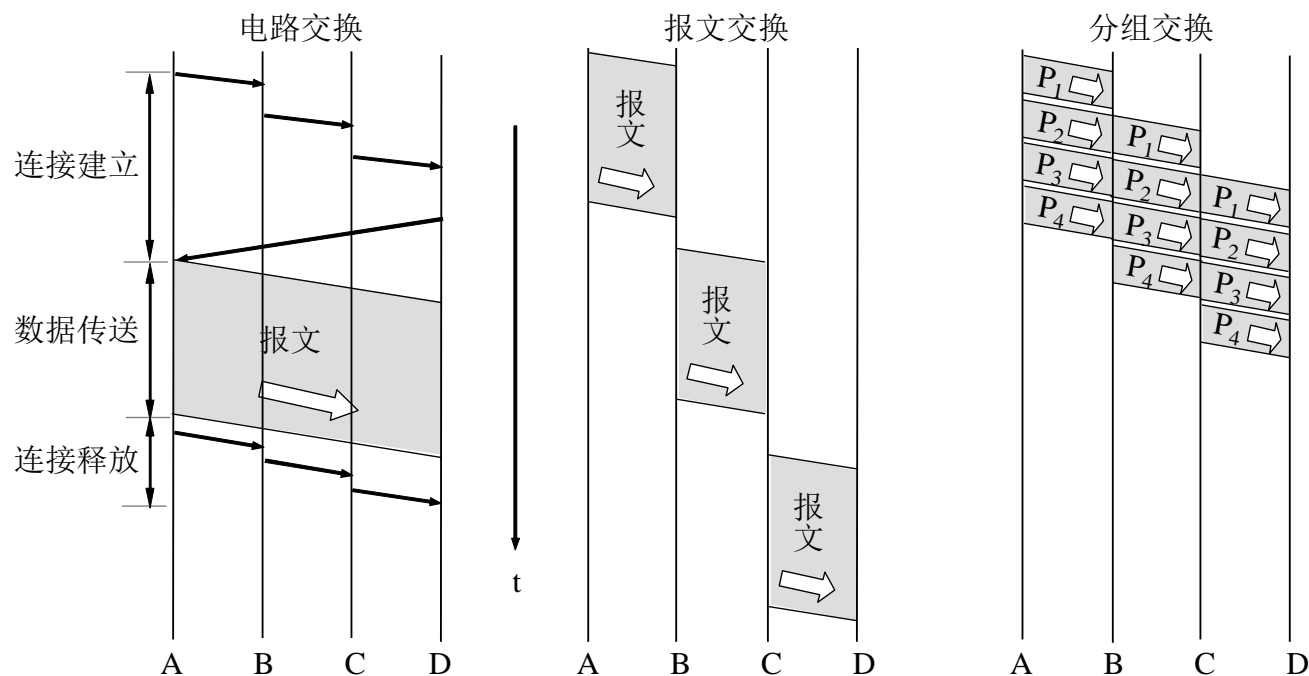 电路交换
报文交换
分组交换
连接建立
数据传送
连接释放
报文
t
报
文
报
文
报
文
P1
P2
P3
P4
P1
P2
P3
P4
P1
P2
P3
P4
A B C D
A B C D
A B C D